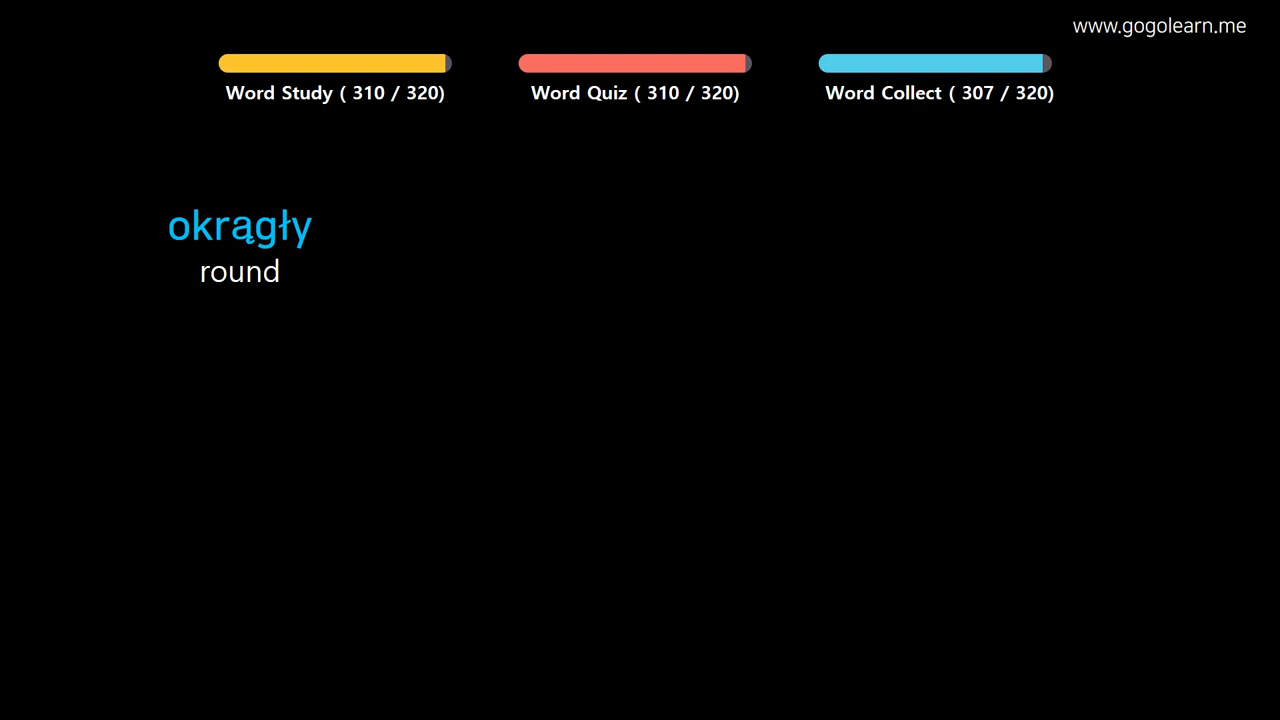 www.gogolearn.me
Word Study ( 310 / 320)
Word Quiz ( 310 / 320)
Word Collect ( 307 / 320)
okrągły
round